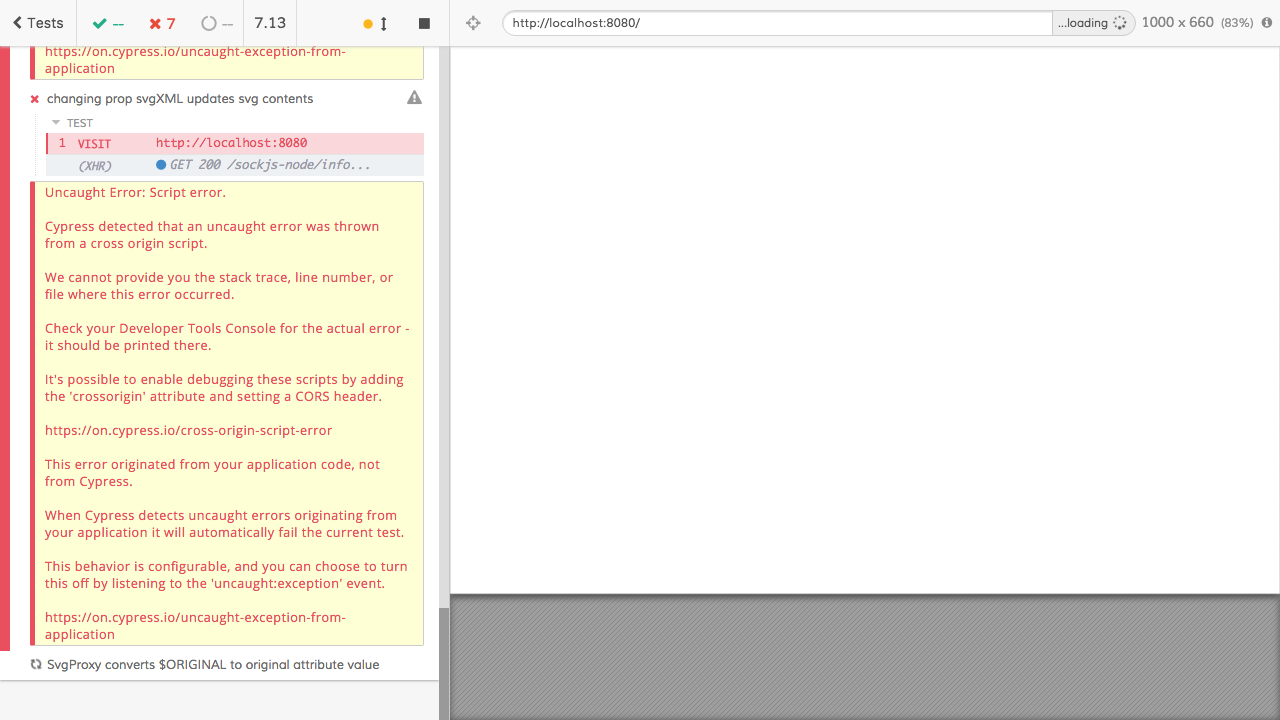 Tests
--
7
--
7.13
http://localhost:8080/
...loading
1000 x 660 (83%)
https://on.cypress.io/uncaught-exception-from-
application
changing prop svgXML updates svg contents
TEST
1 VISIT http://localhost:8080
(XHR) GET 200 /sockjs-node/info...
Uncaught Error: Script error.
Cypress detected that an uncaught error was thrown
from a cross origin script.
We cannot provide you the stack trace, line number, or
file where this error occurred.
Check your Developer Tools Console for the actual error -
it should be printed there.
It's possible to enable debugging these scripts by adding
the 'crossorigin' attribute and setting a CORS header.
https://on.cypress.io/cross-origin-script-error
This error originated from your application code, not
from Cypress.
When Cypress detects uncaught errors originating from
your application it will automatically fail the current test.
This behavior is configurable, and you can choose to turn
this off by listening to the 'uncaught:exception' event.
https://on.cypress.io/uncaught-exception-from-
application
SvgProxy converts $ORIGINAL to original attribute value